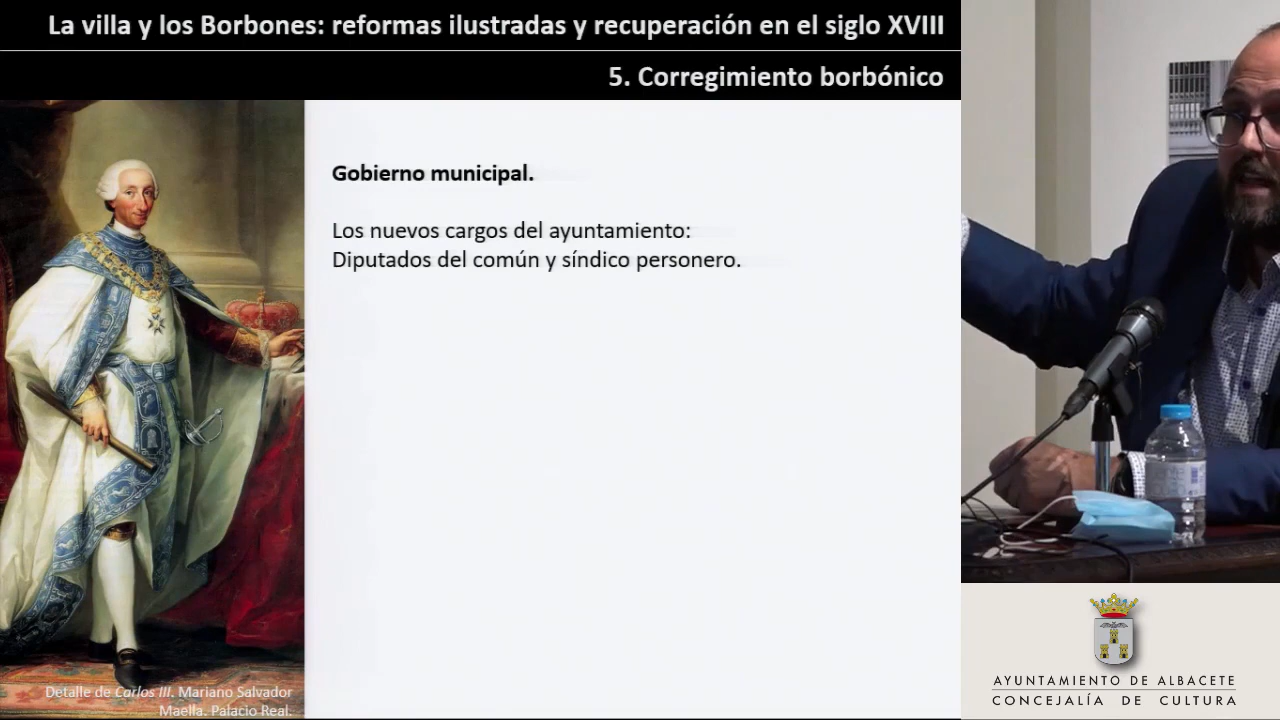 La villa y los Borbones: reformas ilustradas y recuperación en el siglo XVIII
5. Corregimiento borbónico
Gobierno municipal.
Los nuevos cargos del ayuntamiento:
Diputados del común y síndico personero.
Detalle de Carlos III. Mariano Salvador
Maella. Palacio Real.
AYUNTAMIENTO DE ALBACETE
CONCEJALÍA DE CULTURA